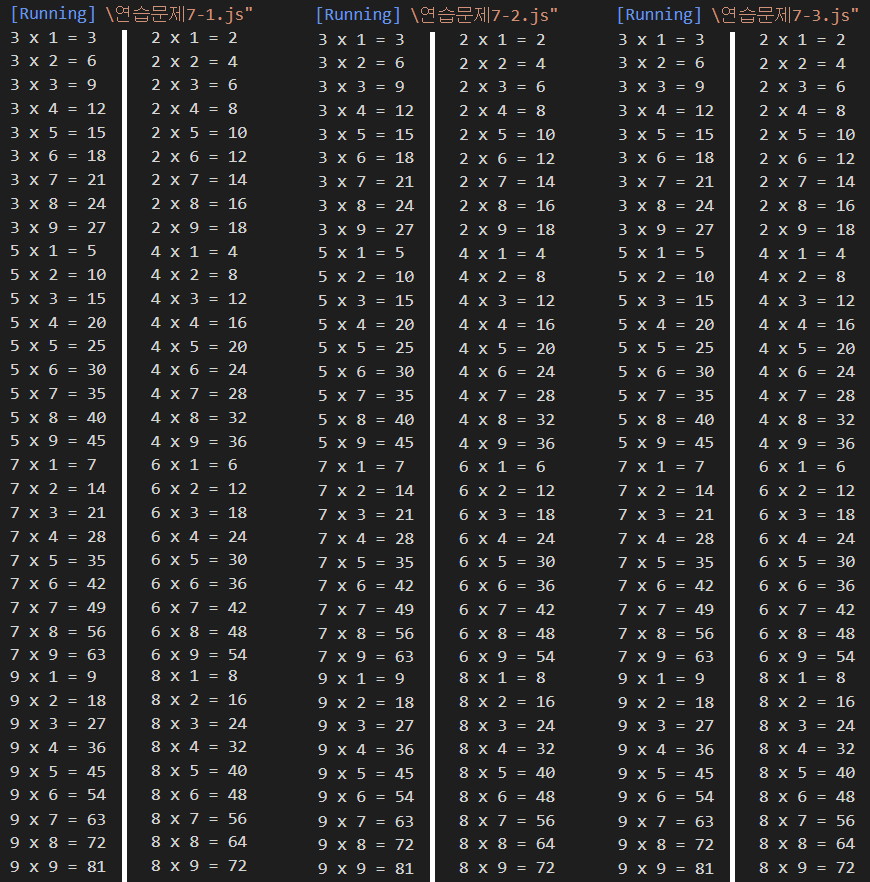 [Running] \연습문제7-1.js"
3 x 1 = 3
3 x 2 = 6
3 x 3 = 9
3 x 4 = 12
3 x 5 = 15
3 x 6 = 18
3 x 7 = 21
3 x 8 = 24
3 x 9 = 27
5 x 1 = 5
5 x 2 = 10
5 x 3 = 15
5 x 4 = 20
5 x 5 = 25
5 x 6 = 30
5 x 7 = 35
5 x 8 = 40
5 x 9 = 45
7 x 1 = 7
7 x 2 = 14
7 x 3 = 21
7 x 4 = 28
7 x 5 = 35
7 x 6 = 42
7 x 7 = 49
7 x 8 = 56
7 x 9 = 63
9 x 1 = 9
9 x 2 = 18
9 x 3 = 27
9 x 4 = 36
9 x 5 = 45
9 x 6 = 54
9 x 7 = 63
9 x 8 = 72
9 x 9 = 81
2 x 1 = 2
2 x 2 = 4
2 x 3 = 6
2 x 4 = 8
2 x 5 = 10
2 x 6 = 12
2 x 7 = 14
2 x 8 = 16
2 x 9 = 18
4 x 1 = 4
4 x 2 = 8
4 x 3 = 12
4 x 4 = 16
4 x 5 = 20
4 x 6 = 24
4 x 7 = 28
4 x 8 = 32
4 x 9 = 36
6 x 1 = 6
6 x 2 = 12
6 x 3 = 18
6 x 4 = 24
6 x 5 = 30
6 x 6 = 36
6 x 7 = 42
6 x 8 = 48
6 x 9 = 54
8 x 1 = 8
8 x 2 = 16
8 x 3 = 24
8 x 4 = 32
8 x 5 = 40
8 x 6 = 48
8 x 7 = 56
8 x 8 = 64
8 x 9 = 72
[Running] \연습문제7-2.js"
3 x 1 = 3
3 x 2 = 6
3 x 3 = 9
3 x 4 = 12
3 x 5 = 15
3 x 6 = 18
3 x 7 = 21
3 x 8 = 24
3 x 9 = 27
5 x 1 = 5
5 x 2 = 10
5 x 3 = 15
5 x 4 = 20
5 x 5 = 25
5 x 6 = 30
5 x 7 = 35
5 x 8 = 40
5 x 9 = 45
7 x 1 = 7
7 x 2 = 14
7 x 3 = 21
7 x 4 = 28
7 x 5 = 35
7 x 6 = 42
7 x 7 = 49
7 x 8 = 56
7 x 9 = 63
9 x 1 = 9
9 x 2 = 18
9 x 3 = 27
9 x 4 = 36
9 x 5 = 45
9 x 6 = 54
9 x 7 = 63
9 x 8 = 72
9 x 9 = 81
2 x 1 = 2
2 x 2 = 4
2 x 3 = 6
2 x 4 = 8
2 x 5 = 10
2 x 6 = 12
2 x 7 = 14
2 x 8 = 16
2 x 9 = 18
4 x 1 = 4
4 x 2 = 8
4 x 3 = 12
4 x 4 = 16
4 x 5 = 20
4 x 6 = 24
4 x 7 = 28
4 x 8 = 32
4 x 9 = 36
6 x 1 = 6
6 x 2 = 12
6 x 3 = 18
6 x 4 = 24
6 x 5 = 30
6 x 6 = 36
6 x 7 = 42
6 x 8 = 48
6 x 9 = 54
8 x 1 = 8
8 x 2 = 16
8 x 3 = 24
8 x 4 = 32
8 x 5 = 40
8 x 6 = 48
8 x 7 = 56
8 x 8 = 64
8 x 9 = 72
[Running] \연습문제7-3.js"
3 x 1 = 3
3 x 2 = 6
3 x 3 = 9
3 x 4 = 12
3 x 5 = 15
3 x 6 = 18
3 x 7 = 21
3 x 8 = 24
3 x 9 = 27
5 x 1 = 5
5 x 2 = 10
5 x 3 = 15
5 x 4 = 20
5 x 5 = 25
5 x 6 = 30
5 x 7 = 35
5 x 8 = 40
5 x 9 = 45
7 x 1 = 7
7 x 2 = 14
7 x 3 = 21
7 x 4 = 28
7 x 5 = 35
7 x 6 = 42
7 x 7 = 49
7 x 8 = 56
7 x 9 = 63
9 x 1 = 9
9 x 2 = 18
9 x 3 = 27
9 x 4 = 36
9 x 5 = 45
9 x 6 = 54
9 x 7 = 63
9 x 8 = 72
9 x 9 = 81
2 x 1 = 2
2 x 2 = 4
2 x 3 = 6
2 x 4 = 8
2 x 5 = 10
2 x 6 = 12
2 x 7 = 14
2 x 8 = 16
2 x 9 = 18
4 x 1 = 4
4 x 2 = 8
4 x 3 = 12
4 x 4 = 16
4 x 5 = 20
4 x 6 = 24
4 x 7 = 28
4 x 8 = 32
4 x 9 = 36
6 x 1 = 6
6 x 2 = 12
6 x 3 = 18
6 x 4 = 24
6 x 5 = 30
6 x 6 = 36
6 x 7 = 42
6 x 8 = 48
6 x 9 = 54
8 x 1 = 8
8 x 2 = 16
8 x 3 = 24
8 x 4 = 32
8 x 5 = 40
8 x 6 = 48
8 x 7 = 56
8 x 8 = 64
8 x 9 = 72